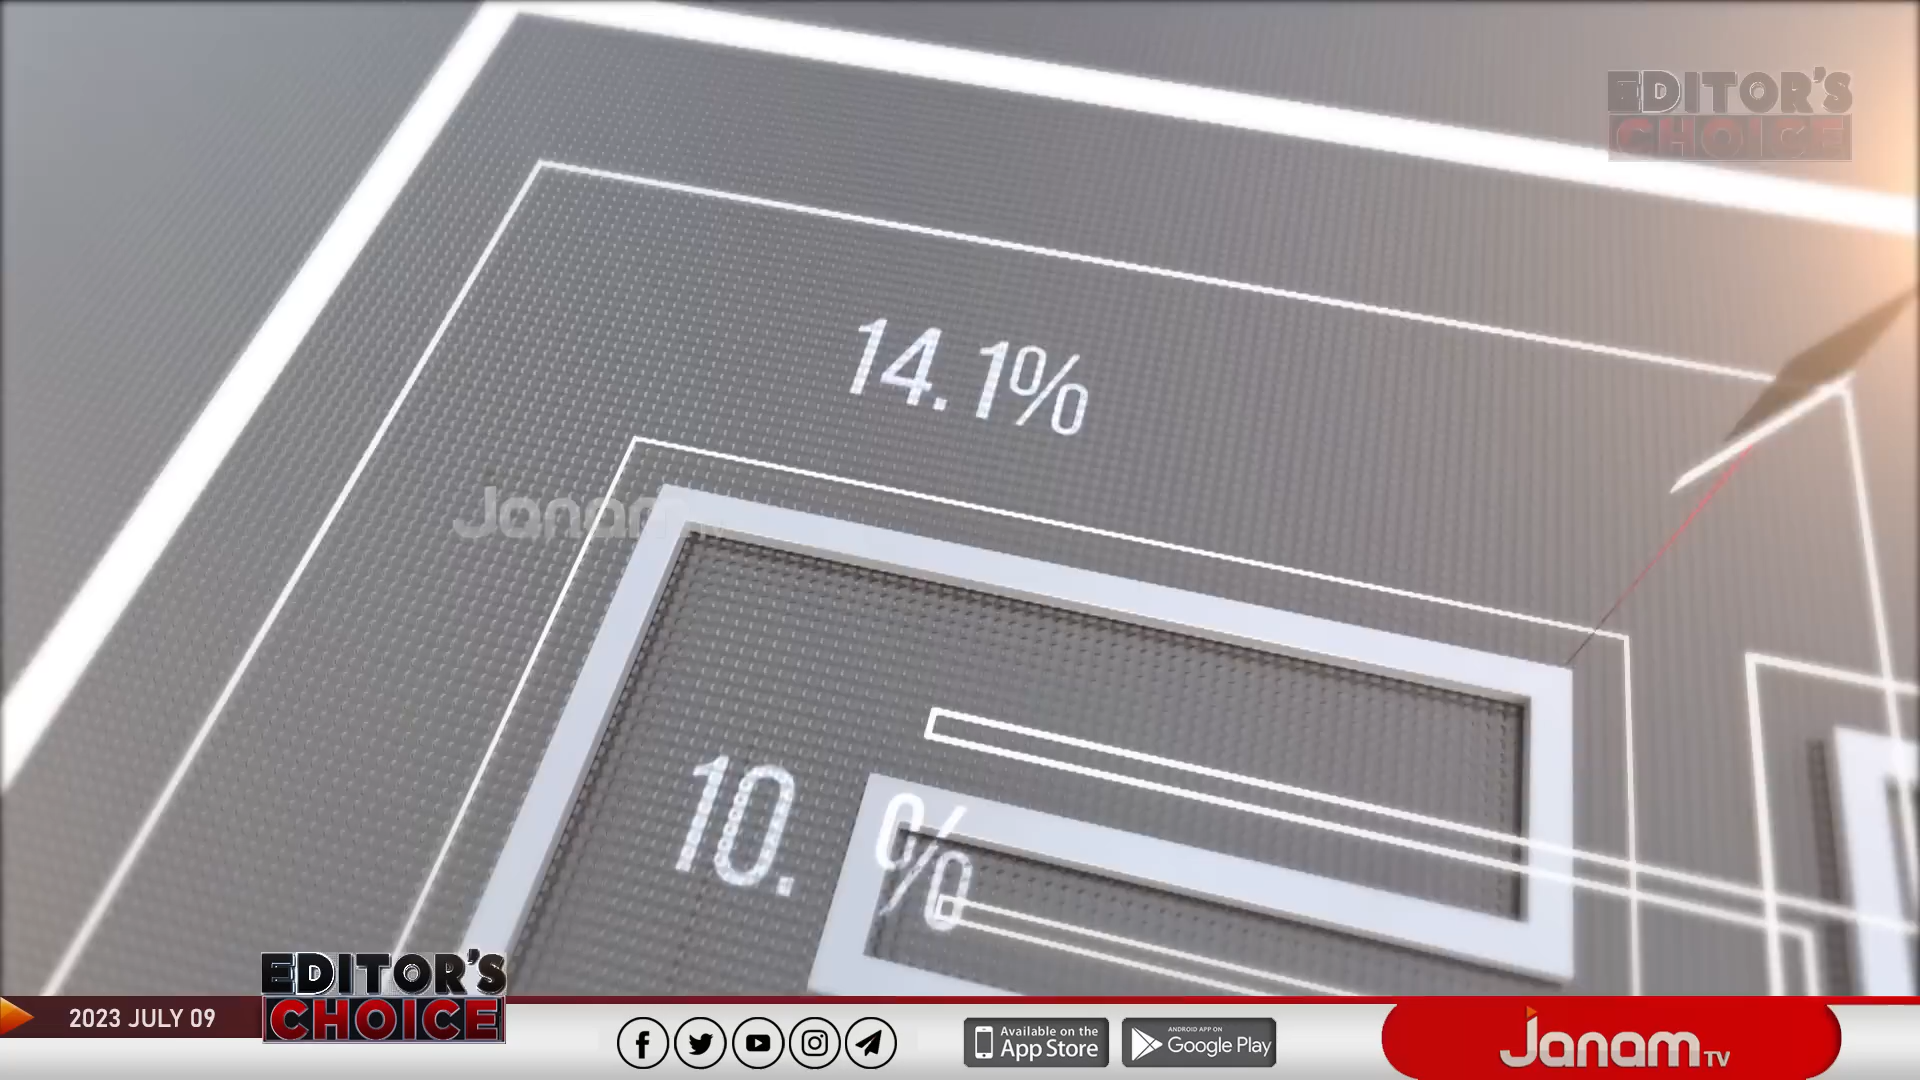 EDITOR'S
CHOICE
14.1%
Janam
10. %
EDITOR'S
CHOICE
2023 JULY 09
Available on the
App Store
ANDROID APP ON
Google Play
Janam TV